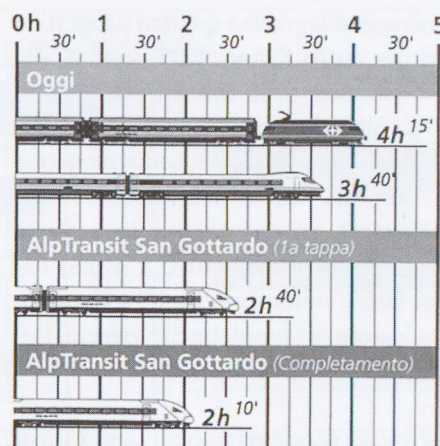 0h 1 2 3 4 5
30' 30' 30' 30' 30'
Oggi
4h 15'
3h 40'
AlpTransit San Gottardo (1a tappa)
2h 40'
AlpTransit San Gottardo (Completamento)
2h 10'